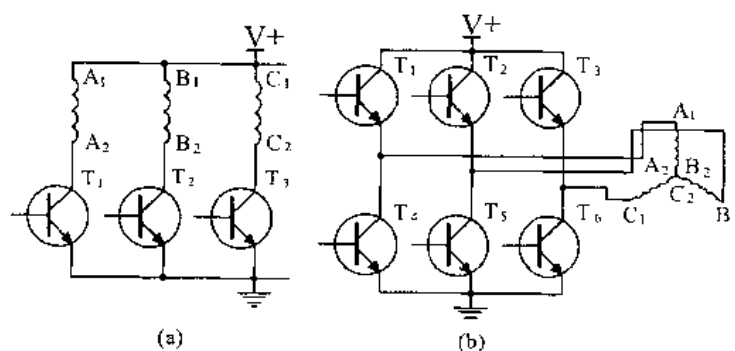 V+
A₁ B₁ C₁
A₂ B₂ C₂
T₁ T₂ T₃
(a)
V+
T₁ T₂ T₃
A₁
A₂ B₂
C₂
C₁ B
T₄ T₅ T₆
(b)